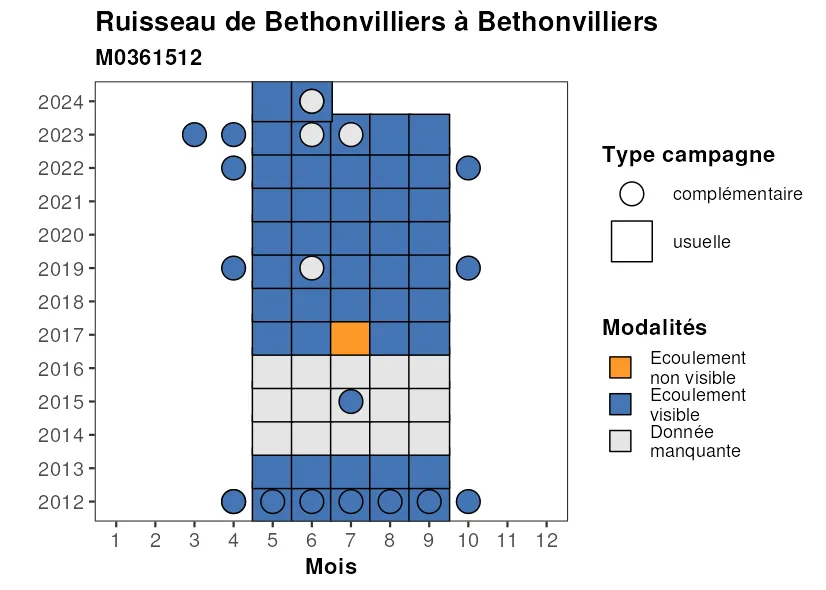 Ruisseau de Bethonvilliers à Bethonvilliers
M0361512
2024
2023
2022
2021
2020
2019
2018
2017
2016
2015
2014
2013
2012
1 2 3 4 5 6 7 8 9 10 11 12
Mois
Type campagne
complémentaire
usuelle
Modalités
Ecoulement
non visible
Ecoulement
visible
Donnée
manquante